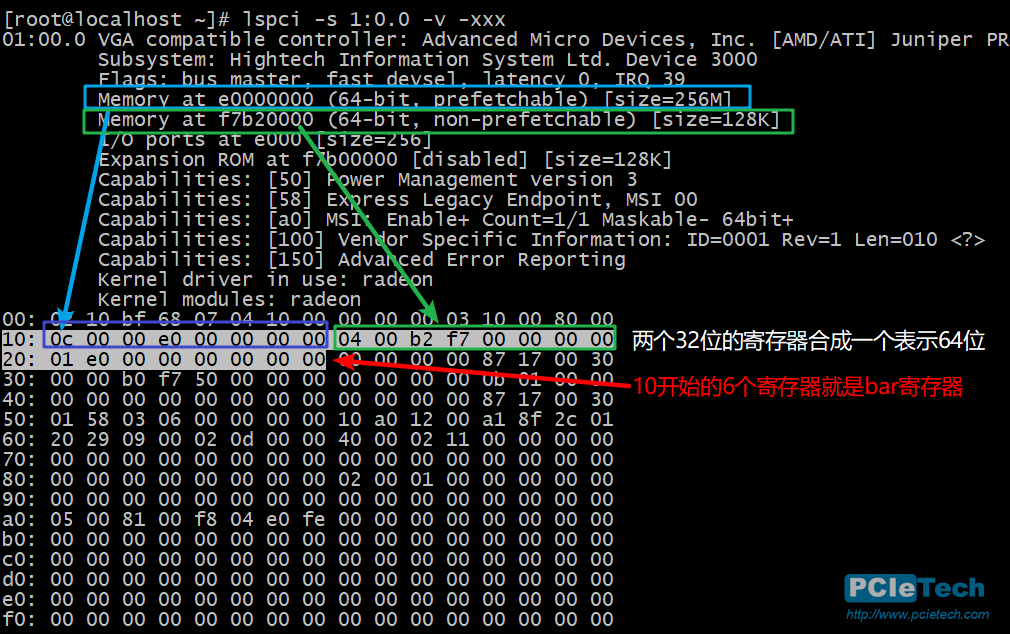 [root@localhost ~]# lspci -s 1:0.0 -v -xxx
01:00.0 VGA compatible controller: Advanced Micro Devices, Inc. [AMD/ATI] Juniper PR
Subsystem: Hightech Information System Ltd. Device 3000
Flags: bus master, fast devsel, latency 0, IRQ 39
Memory at e0000000 (64-bit, prefetchable) [size=256M]
Memory at f7b20000 (64-bit, non-prefetchable) [size=128K]
I/O ports at e000 [size=256]
Expansion ROM at f7b00000 [disabled] [size=128K]
Capabilities: [50] Power Management version 3
Capabilities: [58] Express Legacy Endpoint, MSI 00
Capabilities: [a0] MSI: Enable+ Count=1/1 Maskable- 64bit+
Capabilities: [100] Vendor Specific Information: ID=0001 Rev=1 Len=010 <?>
Capabilities: [150] Advanced Error Reporting
Kernel driver in use: radeon
Kernel modules: radeon
00: 02 10 bf 68 07 04 10 00 00 00 00 03 10 00 80 00
10: 0c 00 00 e0 00 00 00 00 04 00 b2 f7 00 00 00 00 两个32位的寄存器合成一个表示64位
20: 01 e0 00 00 00 00 00 00 00 00 00 00 87 17 00 30
30: 00 00 b0 f7 50 00 00 00 00 00 00 00 0b 01 00 00 10开始的6个寄存器就是bar寄存器
40: 00 00 00 00 00 00 00 00 00 00 00 00 87 17 00 30
50: 01 58 03 06 00 00 00 00 10 a0 12 00 a1 8f 2c 01
60: 20 29 09 00 02 0d 00 00 40 00 02 11 00 00 00 00
70: 00 00 00 00 00 00 00 00 00 00 00 00 00 00 00 00
80: 00 00 00 00 00 00 00 00 02 00 01 00 00 00 00 00
90: 00 00 00 00 00 00 00 00 00 00 00 00 00 00 00 00
a0: 05 00 81 00 f8 04 e0 fe 00 00 00 00 00 00 00 00
b0: 00 00 00 00 00 00 00 00 00 00 00 00 00 00 00 00
c0: 00 00 00 00 00 00 00 00 00 00 00 00 00 00 00 00
d0: 00 00 00 00 00 00 00 00 00 00 00 00 00 00 00 00
e0: 00 00 00 00 00 00 00 00 00 00 00 00 00 00 00 00
f0: 00 00 00 00 00 00 00 00 00 00 00 00 00 00 00 00
PCIeTech
http://www.pcietech.com